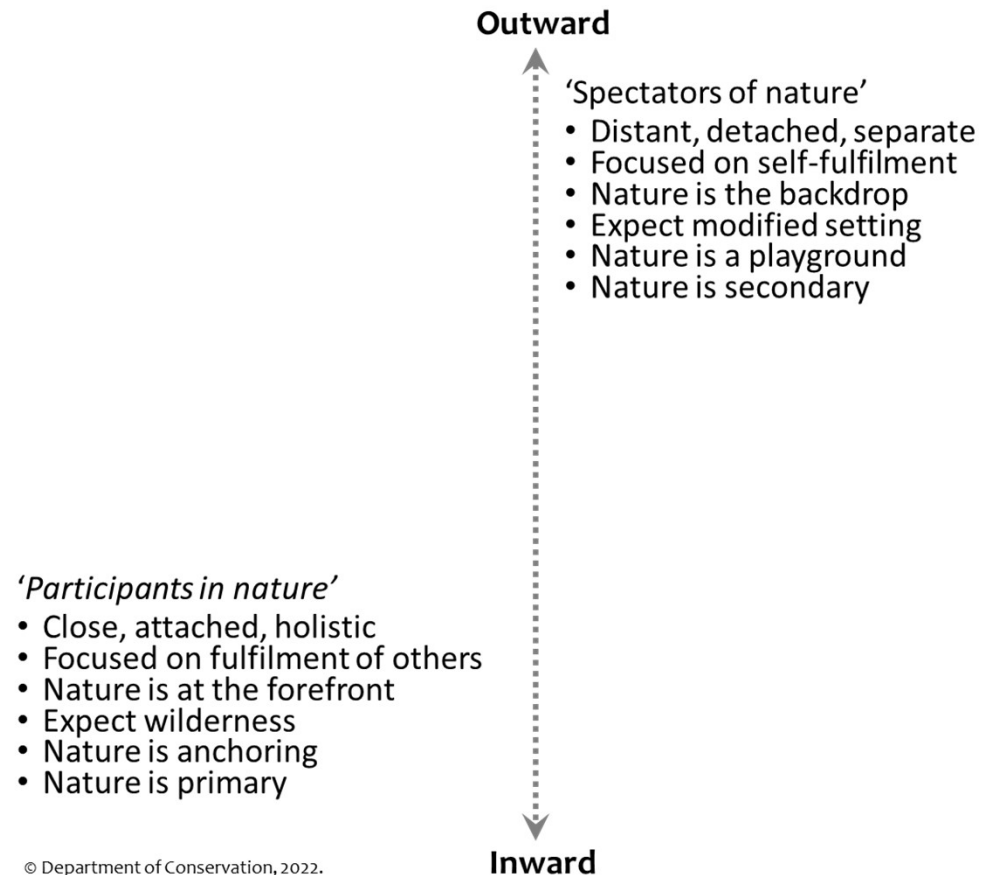 Outward
‘Spectators of nature’
• Distant, detached, separate
• Focused on self-fulfilment
• Nature is the backdrop
• Expect modified setting
• Nature is a playground
• Nature is secondary
‘Participants in nature’
• Close, attached, holistic
• Focused on fulfilment of others
• Nature is at the forefront
• Expect wilderness
• Nature is anchoring
• Nature is primary
Inward
© Department of Conservation, 2022.